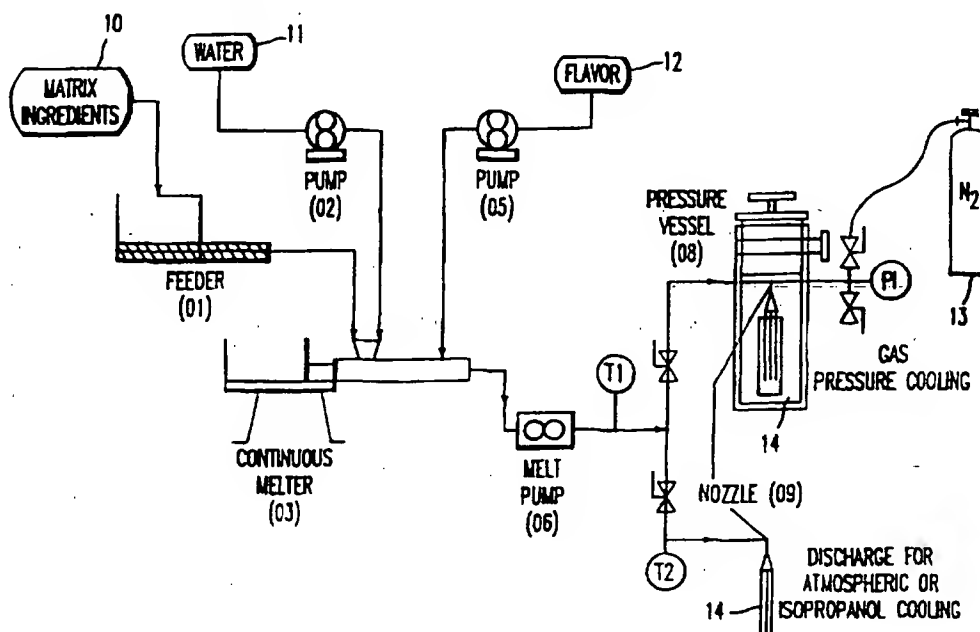 10
MATRIX
INGREDIENTS
11
WATER
12
FLAVOR
PUMP
(02)
PUMP
(05)
FEEDER
(01)
PRESSURE
VESSEL
(08)
N2
13
PI
GAS
PRESSURE COOLING
14
T1
CONTINUOUS
MELTER
(03)
MELT
PUMP
(06)
NOZZLE (09)
T2
14
DISCHARGE FOR
ATMOSPHERIC OR
ISOPROPANOL COOLING